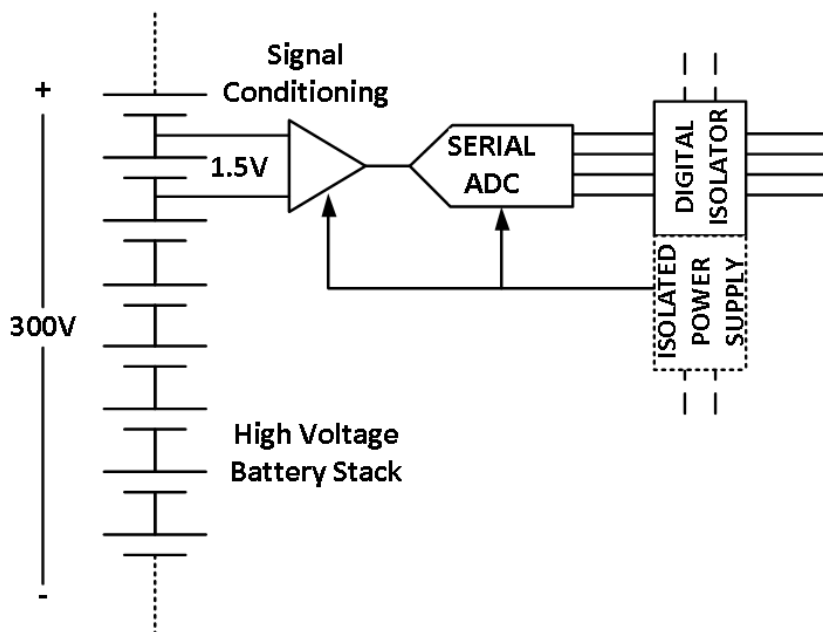 Signal
Conditioning
+
1.5V
SERIAL
ADC
DIGITAL
ISOLATOR
ISOLATED
POWER
SUPPLY
300V
High Voltage
Battery Stack
-